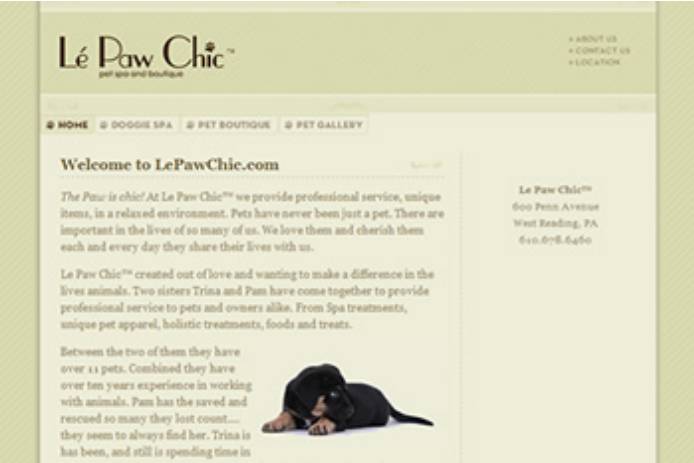 Lé Paw Chic™
pet spa and boutique
» ABOUT US
» CONTACT US
» LOCATION
HOME
DOGGIE SPA
PET BOUTIQUE
PET GALLERY
Welcome to LePawChic.com
The Paw is chic! At Le Paw Chic™ we provide professional service, unique
items, in a relaxed environment. Pets have never been just a pet. There are
important in the lives of so many of us. We love them and cherish them
each and every day they share their lives with us.
Le Paw Chic™ created out of love and wanting to make a difference in the
lives animals. Two sisters Trina and Pam have come together to provide
professional service to pets and owners alike. From Spa treatments,
unique pet apparel, holistic treatments, foods and treats.
Between the two of them they have
over 11 pets. Combined they have
over ten years experience in working
with animals. Pam has the saved and
rescued so many they lost count....
they seem to always find her. Trina is
has been, and still is spending time in
Le Paw Chic™
600 Penn Avenue
West Reading, PA
610.678.6460